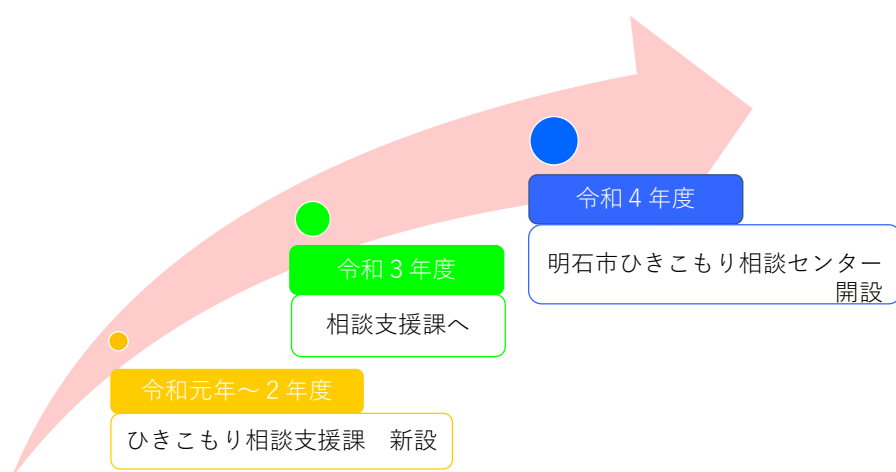 令和４年度
明石市ひきこもり相談センター
開設
令和３年度
相談支援課へ
令和元年～２年度
ひきこもり相談支援課　新設